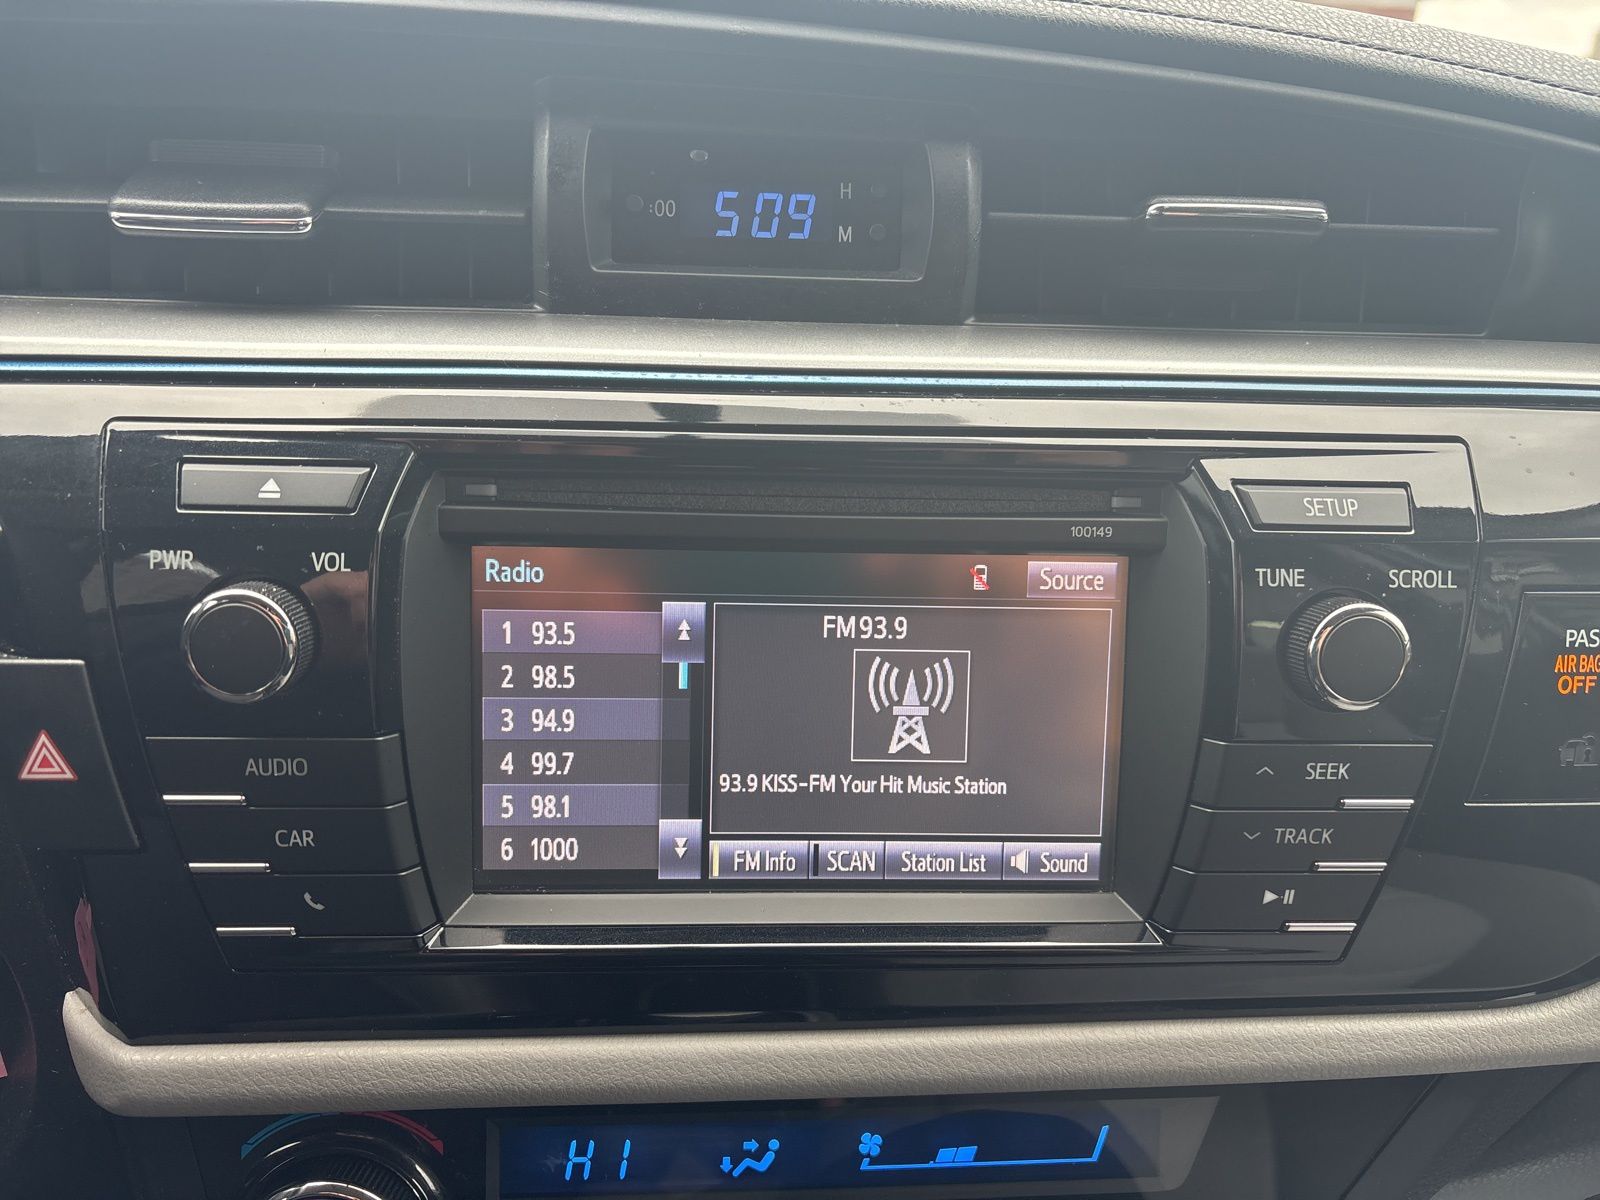 :00
509
H
M
SETUP
100149
PWR
VOL
TUNE
SCROLL
Radio
Source
1 93.5
2 98.5
3 94.9
4 99.7
5 98.1
6 1000
FM93.9
93.9 KISS-FM Your Hit Music Station
FM Info
SCAN
Station List
Sound
AUDIO
CAR
SEEK
TRACK
PAS
AIR BAG
OFF
HI